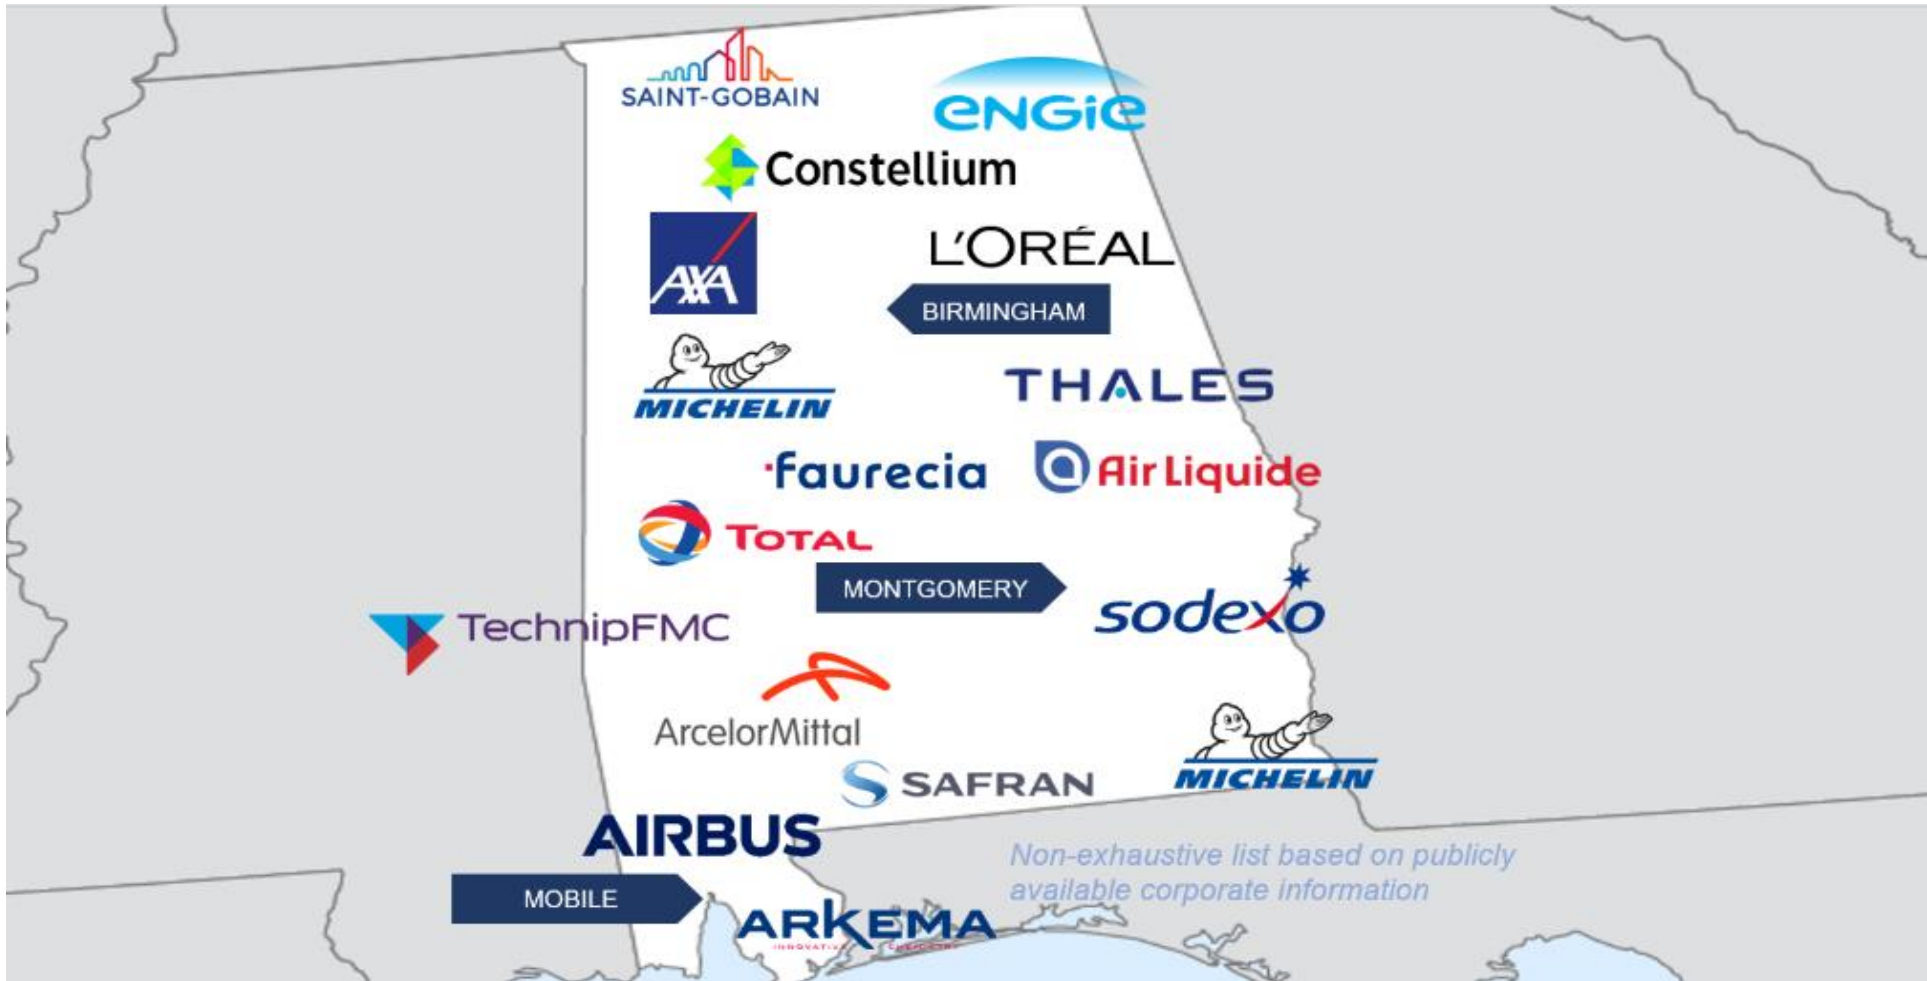 SAINT-GOBAIN
ENGIE
Constellium
AXA
L'ORÉAL
BIRMINGHAM
MICHELIN
THALES
faurecia
Air Liquide
TOTAL
MONTGOMERY
sodexo
TechnipFMC
ArcelorMittal
MICHELIN
SAFRAN
AIRBUS
Non-exhaustive list based on publicly
available corporate information
MOBILE
ARKEMA